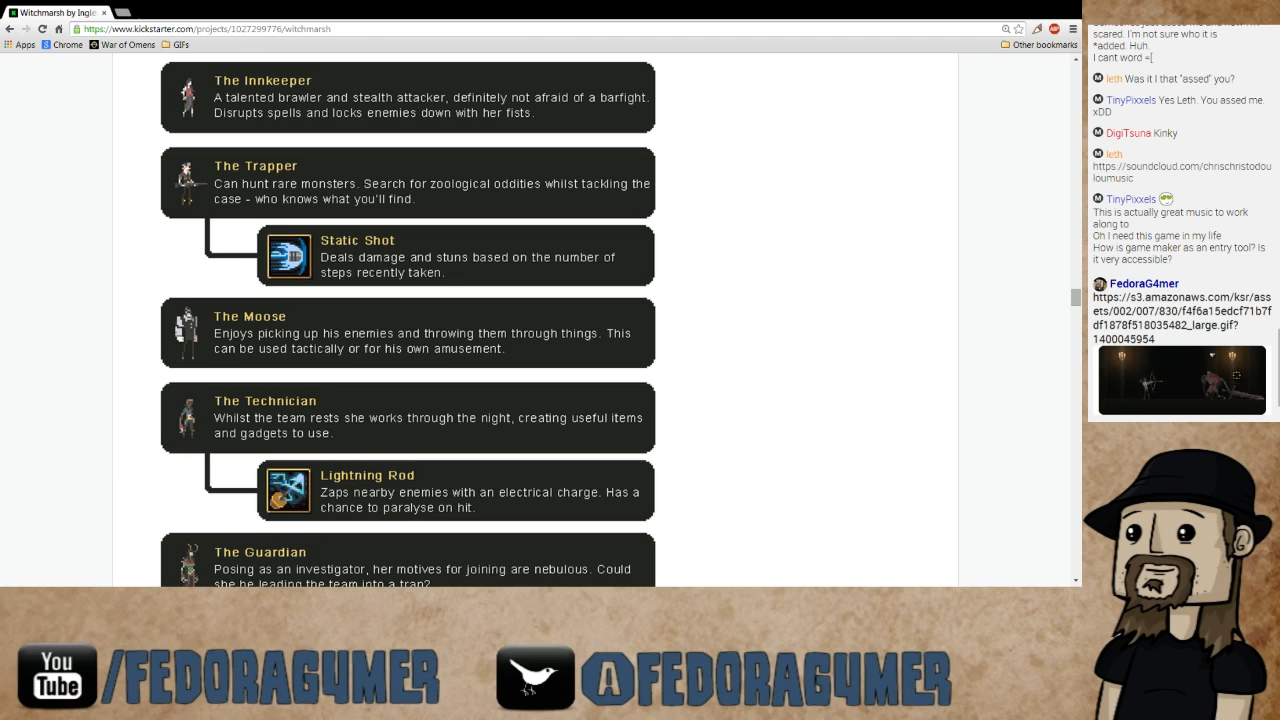 Witchmarsh by Ingle
https://www.kickstarter.com/projects/1027299776/witchmarsh
Apps Chrome War of Omens GIFs Other bookmarks
The Innkeeper
A talented brawler and stealth attacker, definitely not afraid of a barfight.
Disrupts spells and locks enemies down with her fists.
The Trapper
Can hunt rare monsters. Search for zoological oddities whilst tackling the
case - who knows what you'll find.
Static Shot
Deals damage and stuns based on the number of
steps recently taken.
The Moose
Enjoys picking up his enemies and throwing them through things. This
can be used tactically or for his own amusement.
The Technician
Whilst the team rests she works through the night, creating useful items
and gadgets to use.
Lightning Rod
Zaps nearby enemies with an electrical charge. Has a
chance to paralyse on hit.
The Guardian
Posing as an investigator, her motives for joining are nebulous. Could
she be leading the team into a trap?
scared. I'm not sure who it is
*added. Huh.
I cant word =[
leth Was it I that "assed" you?
TinyPixxels Yes Leth. You assed me.
xDD
DigiTsuna Kinky
leth
https://soundcloud.com/chrischristodou
loumusic
TinyPixxels
This is actually great music to work
along to
Oh I need this game in my life
How is game maker as an entry tool? Is
it very accessible?
FedoraG4mer
https://s3.amazonaws.com/ksr/ass
ets/002/007/830/f4f6a15edcf71b7f
df1878f518035482_large.gif?
1400045954
You
Tube
/FEDORAG4MER
@FEDORAG4MER